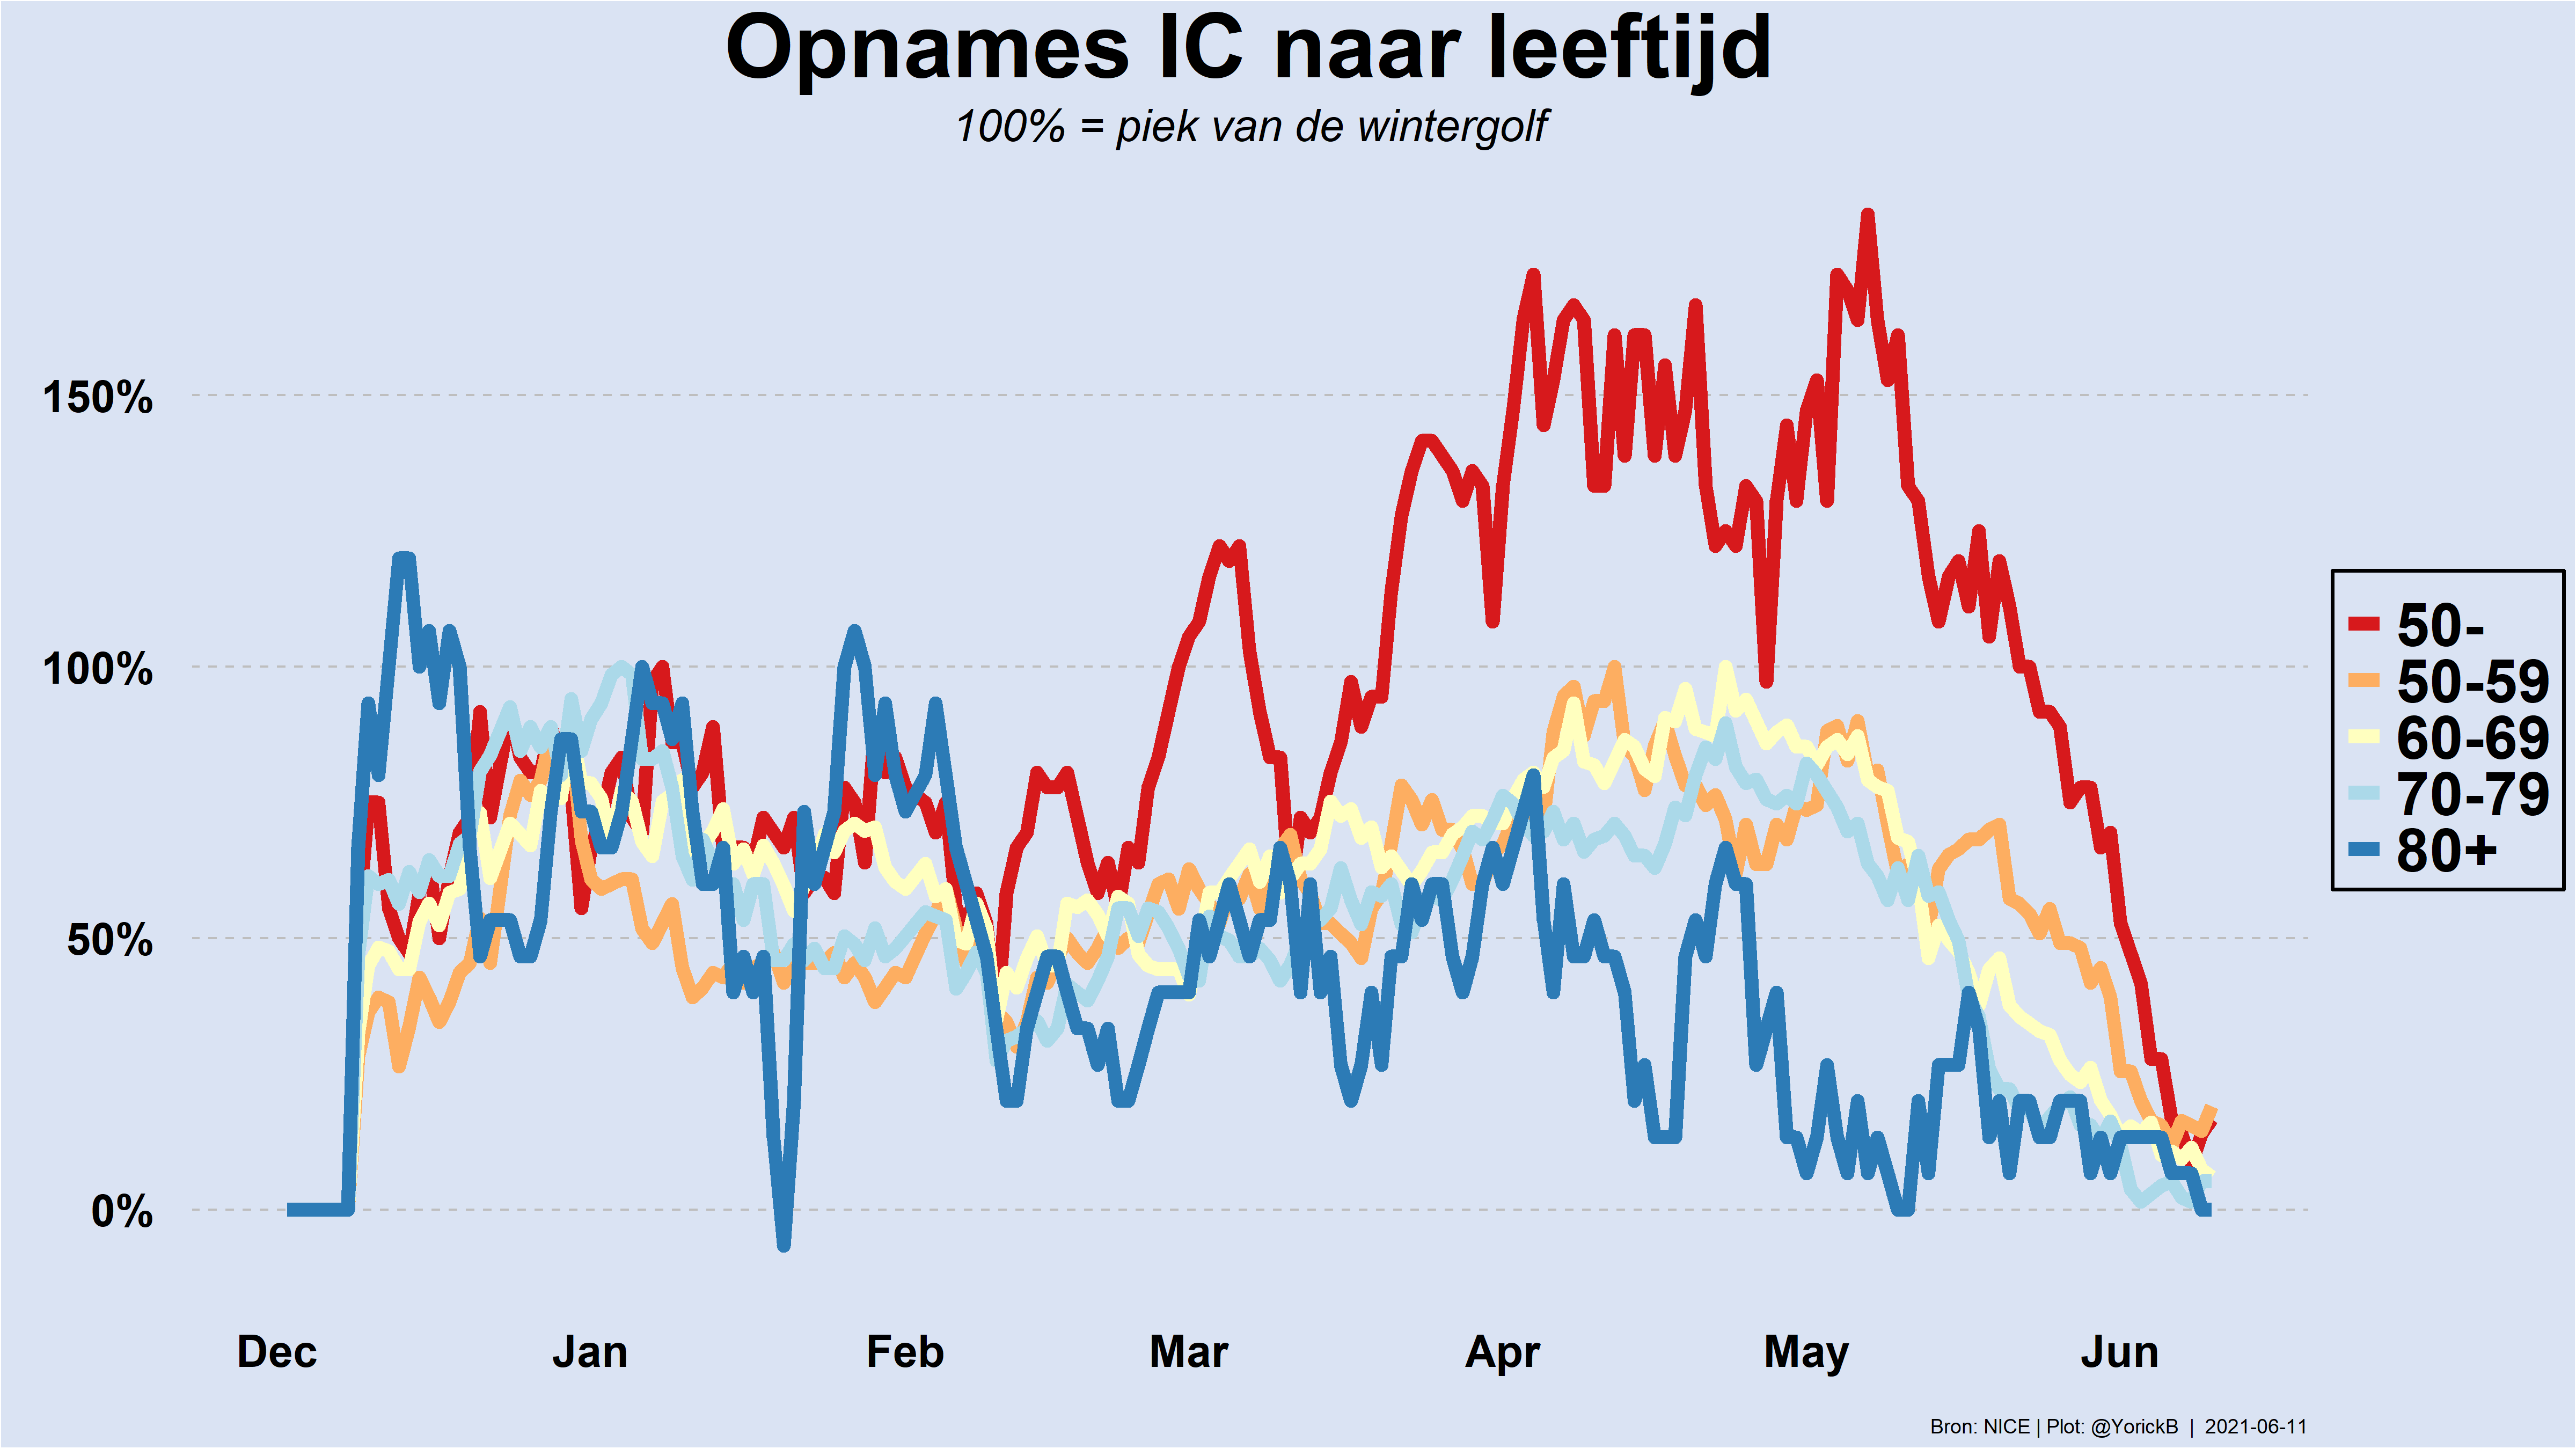 Opnames IC naar leeftijd
100% = piek van de wintergolf
150%
100%
50%
0%
50-
50-59
60-69
70-79
80+
Dec Jan Feb Mar Apr May Jun
Bron: NICE | Plot: @YorickB | 2021-06-11